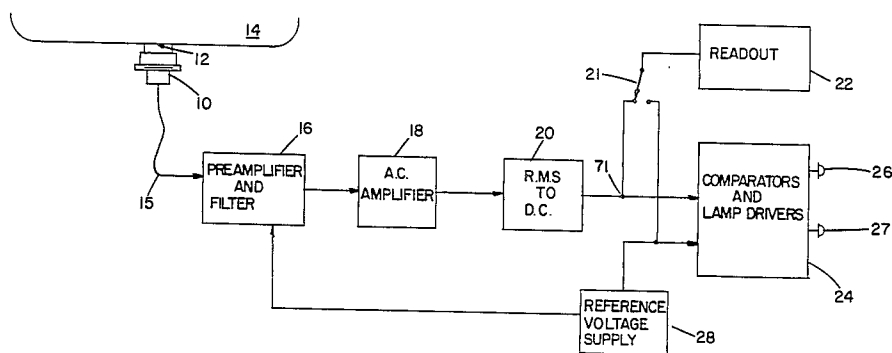 14
12
10
15
16
PREAMPLIFIER
AND
FILTER
18
A.C.
AMPLIFIER
20
R.M.S
TO
D.C.
71
21
READOUT
22
COMPARATORS
AND
LAMP DRIVERS
26
27
24
REFERENCE
VOLTAGE
SUPPLY
28